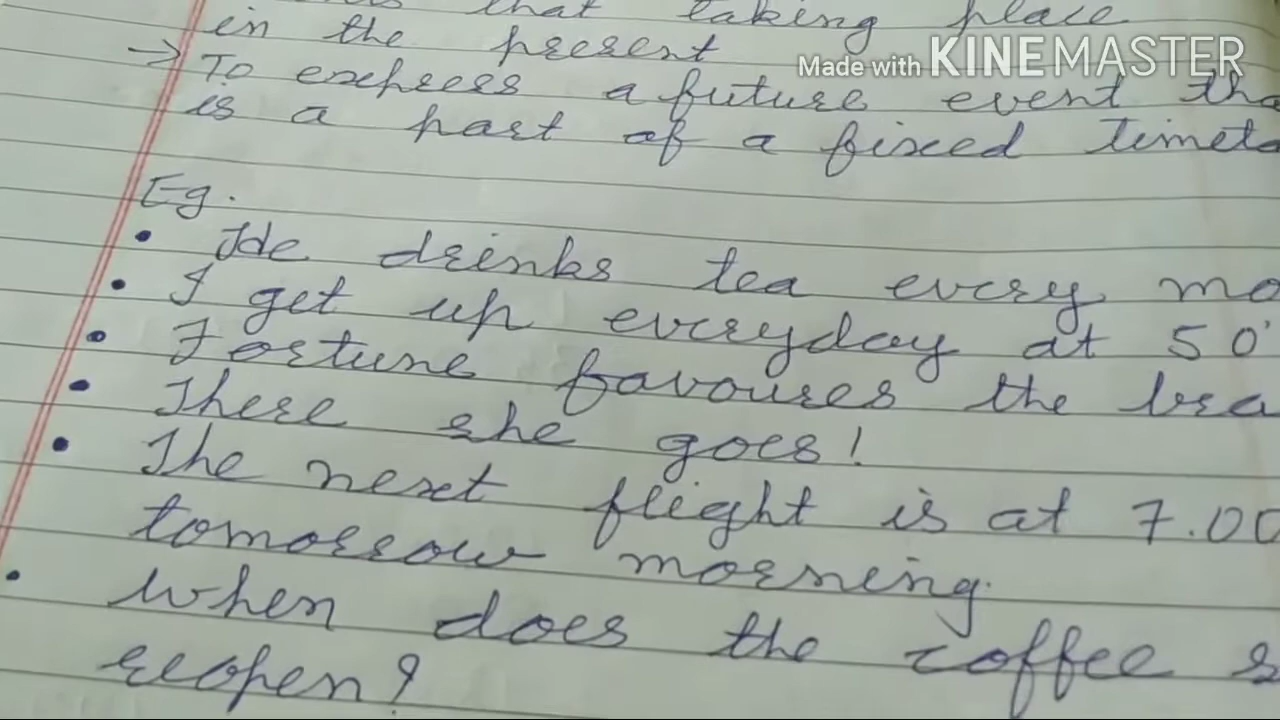 that taking place
in the present
Made with KINEMASTER
→ To express a future event tha
is a part of a fixed timeta
Eg.
• He drinks tea every mo
• I get up everyday at 5 0'
• Fortune favoures the bra
• There she goes!
• The next flight is at 7.00
tomorrow morning.
• When does the coffee s
reopen?